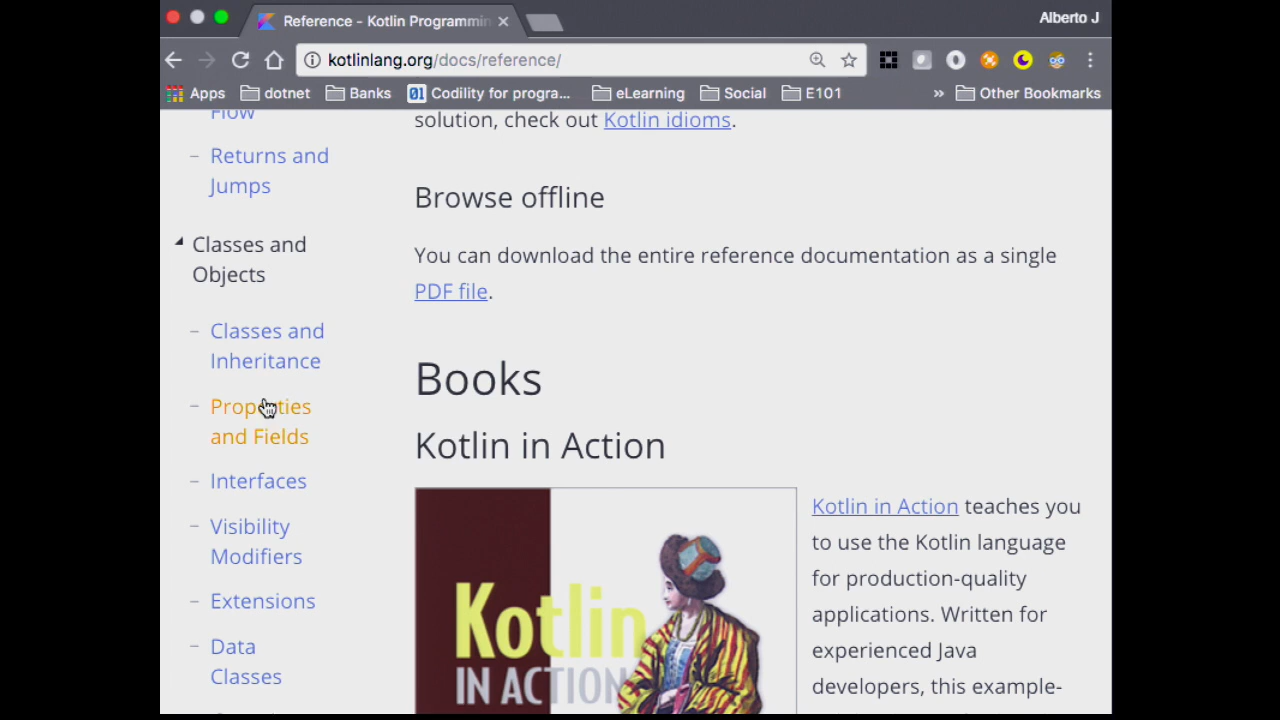 Reference - Kotlin Programmin
Alberto J
kotlinlang.org/docs/reference/
Apps
dotnet
Banks
01
Codility for progra...
eLearning
Social
E101
»
Other Bookmarks
Flow
Returns and
Jumps
Classes and
Objects
Classes and
Inheritance
Properties
and Fields
Interfaces
Visibility
Modifiers
Extensions
Data
Classes
solution, check out Kotlin idioms.
Browse offline
You can download the entire reference documentation as a single
PDF file.
Books
Kotlin in Action
Kotlin
IN ACTION
Kotlin in Action teaches you
to use the Kotlin language
for production-quality
applications. Written for
experienced Java
developers, this example-